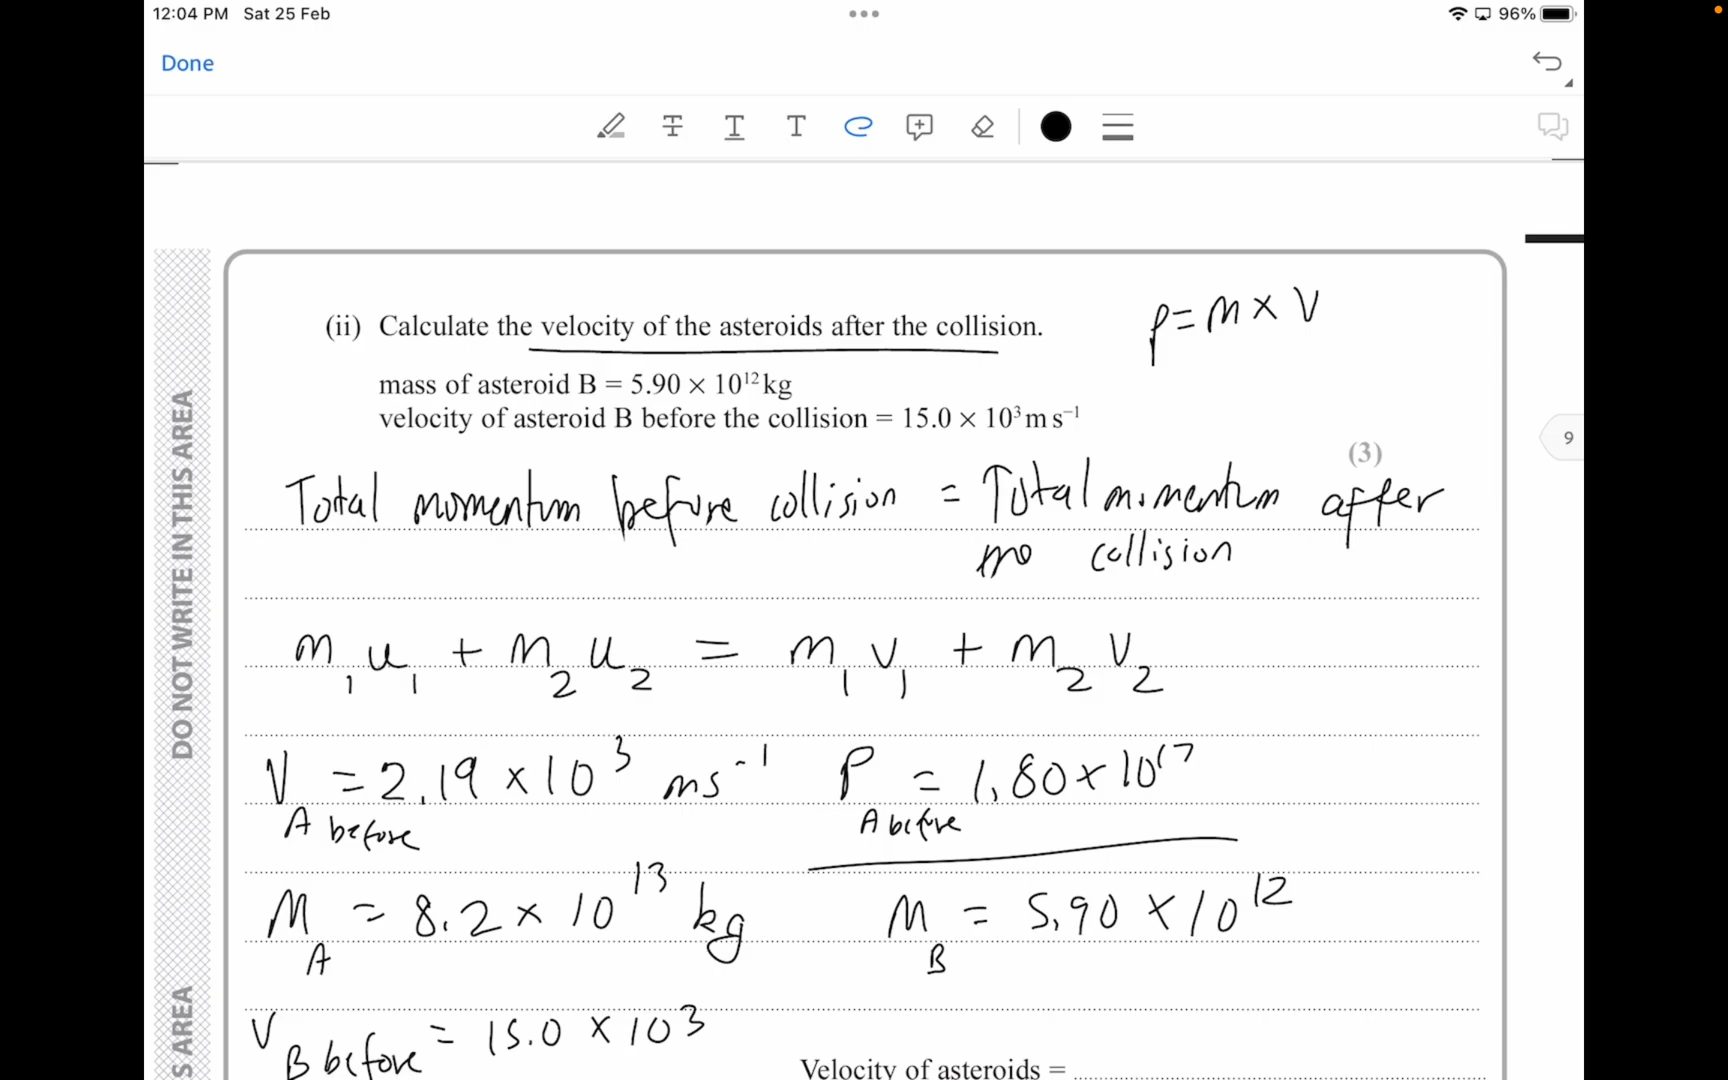 12:04 PM Sat 25 Feb
96%
Done
(ii) Calculate the velocity of the asteroids after the collision.
p = m × V
mass of asteroid B = 5.90 × 10¹² kg
velocity of asteroid B before the collision = 15.0 × 10³ m s⁻¹
9
(3)
Total momentum before collision = Total momentum after
collision
m₁u₁ + m₂u₂ = m₁v₁ + m₂v₂
V A before = 2.19 × 10³ ms⁻¹ P A before = 1.80 × 10¹⁷
M A = 8.2 × 10¹³ kg M B = 5.90 × 10¹²
V B before = 15.0 × 10³
Velocity of asteroids =
DO NOT WRITE IN THIS AREA
S AREA